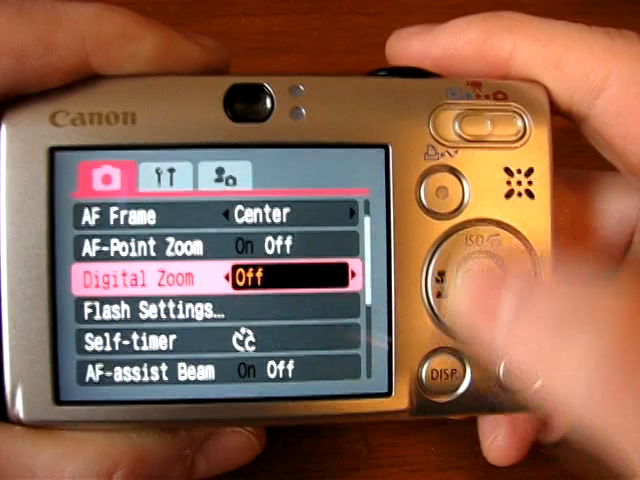 Canon
AF Frame Center
AF-Point Zoom On Off
Digital Zoom Off
Flash Settings...
Self-timer
AF-assist Beam On Off
ISO
DISP.